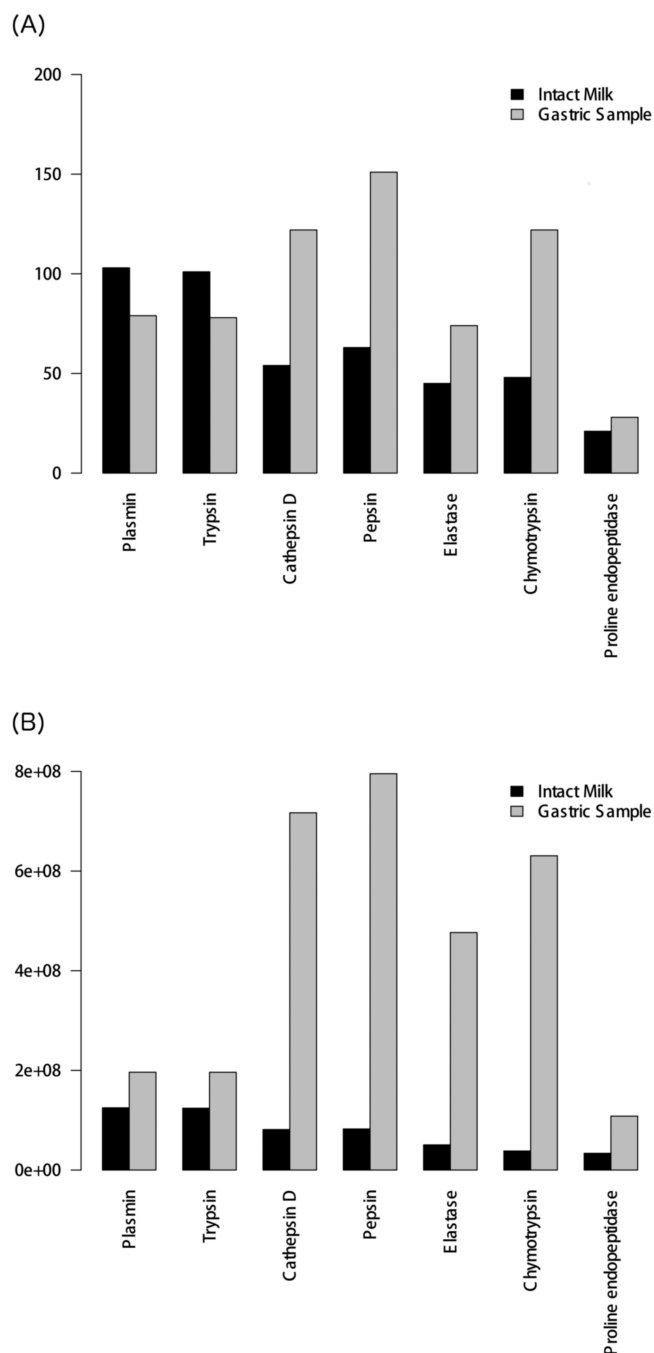 (A)
200
150
100
50
0
Intact Milk
Gastric Sample
Plasmin
Trypsin
Cathepsin D
Pepsin
Elastase
Chymotrypsin
Proline endopeptidase
(B)
8e+08
6e+08
4e+08
2e+08
0e+00
Intact Milk
Gastric Sample
Plasmin
Trypsin
Cathepsin D
Pepsin
Elastase
Chymotrypsin
Proline endopeptidase